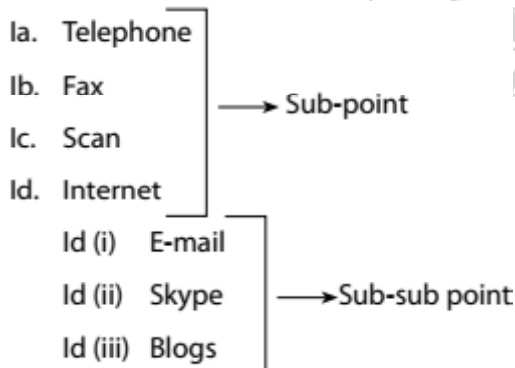 Ia. Telephone
Ib. Fax
Sub-point
Ic. Scan
Id. Internet
Id (i) E-mail
Id (ii) Skype
Sub-sub point
Id (iii) Blogs